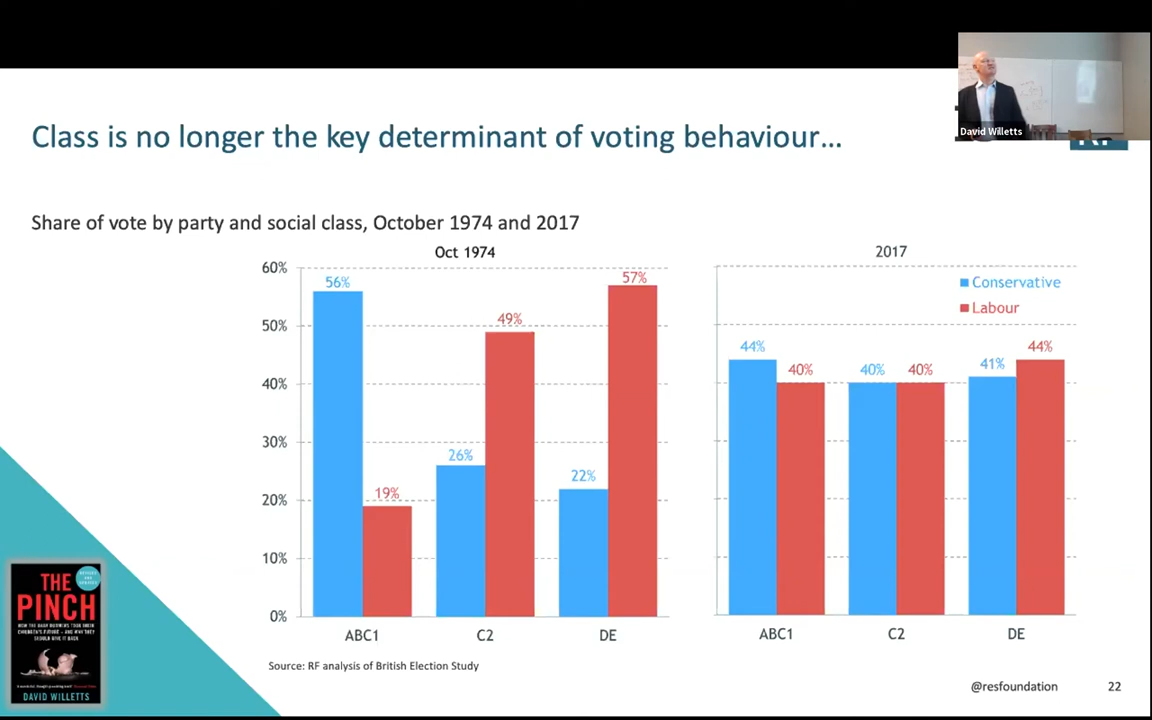 David Willetts
Class is no longer the key determinant of voting behaviour...
Share of vote by party and social class, October 1974 and 2017
Oct 1974
60%
50%
40%
30%
20%
10%
0%
56%
19%
26%
49%
22%
57%
ABC1
C2
DE
2017
Conservative
Labour
44%
40%
40%
40%
41%
44%
ABC1
C2
DE
Source: RF analysis of British Election Study
THE
PINCH
HOW THE BABY BOOMERS TOOK THEIR
CHILDREN'S FUTURE - AND WHY THEY
SHOULD GIVE IT BACK
DAVID WILLETTS
@resfoundation
22